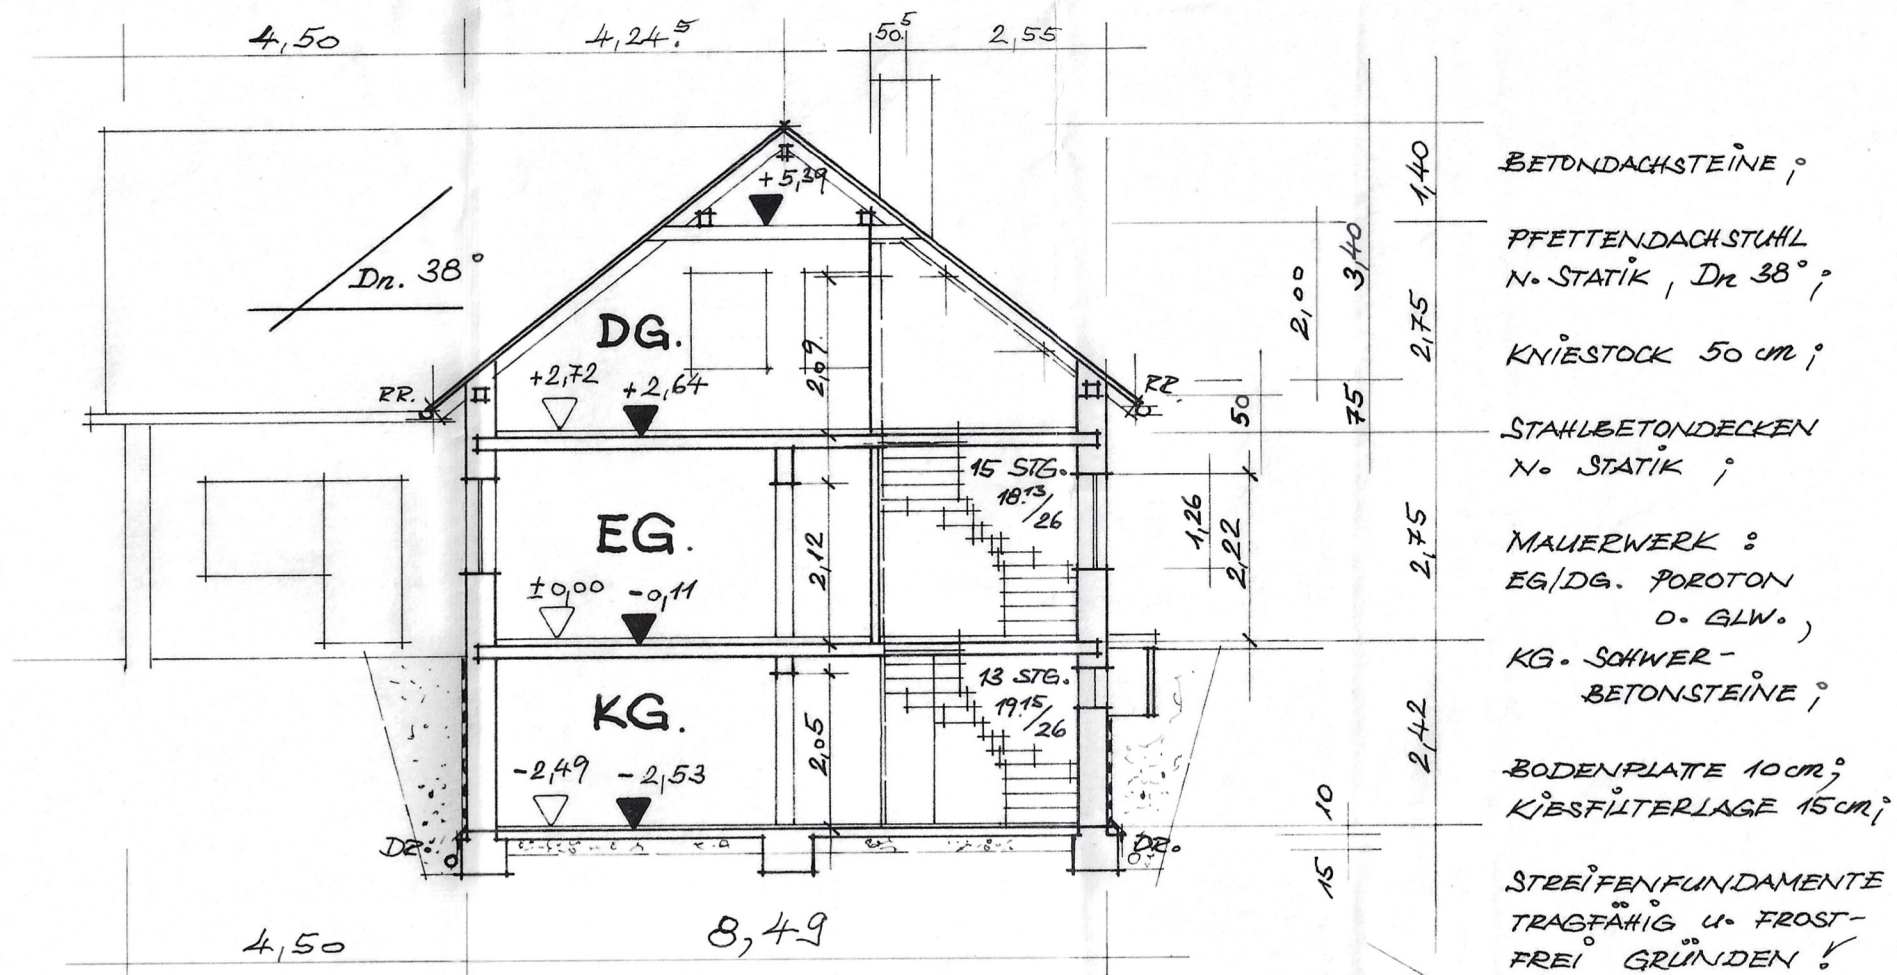 4,50
4,24⁵
50⁵
2,55
+5,39
Dn. 38°
DG.
+2,72
+2,64
2,09
RR.
RR.
EG.
±0,00
-0,11
2,12
15 STG.
18¹³/26
KG.
-2,49
-2,53
2,05
13 STG.
19¹⁵/26
DR.
DR.
4,50
8,49
1,26
2,22
50
2,00
3,40
75
10
15
1,40
2,75
2,75
2,42
BETONDACHSTEINE ;
PFETTENDACHSTUHL
N. STATIK , Dn 38° ;
KNIESTOCK 50 cm ;
STAHLBETONDECKEN
N. STATIK ;
MAUERWERK :
EG/DG. POROTON
O. GLW. ,
KG. SCHWER-
BETONSTEINE ;
BODENPLATTE 10 cm ;
KIESFILTERLAGE 15 cm ;
STREIFENFUNDAMENTE
TRAGFÄHIG U. FROST-
FREI GRÜNDEN !